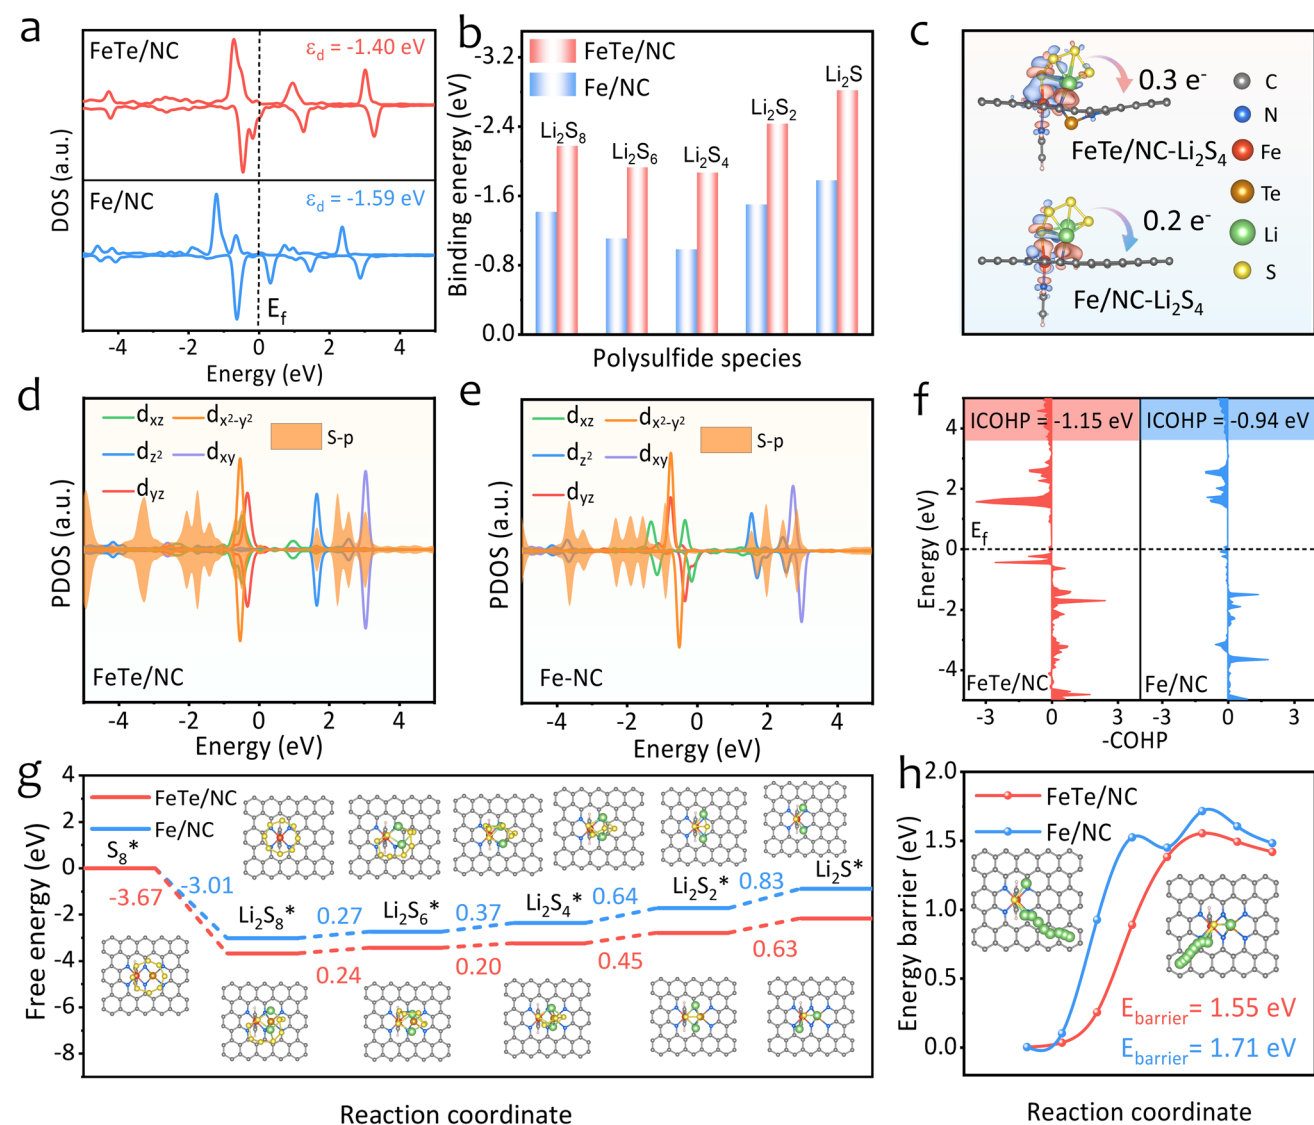 a
FeTe/NC
εd = -1.40 eV
Fe/NC
εd = -1.59 eV
Ef
DOS (a.u.)
-4 -2 0 2 4
Energy (eV)
b
FeTe/NC
Fe/NC
Li2S8
Li2S6
Li2S4
Li2S2
Li2S
-3.2
-2.4
-1.6
-0.8
0.0
Binding energy (eV)
Polysulfide species
c
0.3 e-
FeTe/NC-Li2S4
0.2 e-
Fe/NC-Li2S4
C
N
Fe
Te
Li
S
d
dxz
dx²-y²
dz²
dxy
dyz
S-p
FeTe/NC
PDOS (a.u.)
-4 -2 0 2 4
Energy (eV)
e
dxz
dx²-y²
dz²
dxy
dyz
S-p
Fe-NC
PDOS (a.u.)
-4 -2 0 2 4
Energy (eV)
f
ICOHP = -1.15 eV
ICOHP = -0.94 eV
Ef
4
2
0
-2
-4
Energy (eV)
FeTe/NC
Fe/NC
-3 0 3 -3 0 3
-COHP
g
FeTe/NC
Fe/NC
S8*
-3.67
-3.01
Li2S8*
0.27
0.24
Li2S6*
0.37
0.20
Li2S4*
0.64
0.45
Li2S2*
0.83
0.63
Li2S*
4
2
0
-2
-4
-6
-8
Free energy (eV)
Reaction coordinate
h
FeTe/NC
Fe/NC
Ebarrier= 1.55 eV
Ebarrier= 1.71 eV
2.0
1.5
1.0
0.5
0.0
Energy barrier (eV)
Reaction coordinate